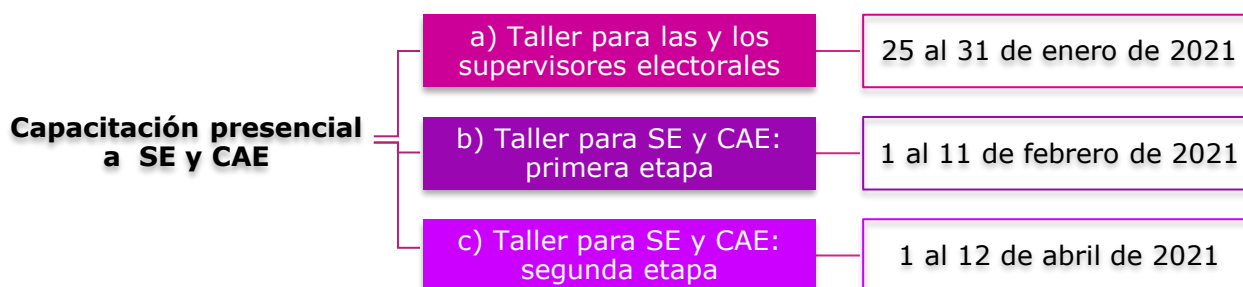 a) Taller para las y los
supervisores electorales
25 al 31 de enero de 2021
Capacitación presencial
a SE y CAE
b) Taller para SE y CAE:
primera etapa
1 al 11 de febrero de 2021
c) Taller para SE y CAE:
segunda etapa
1 al 12 de abril de 2021